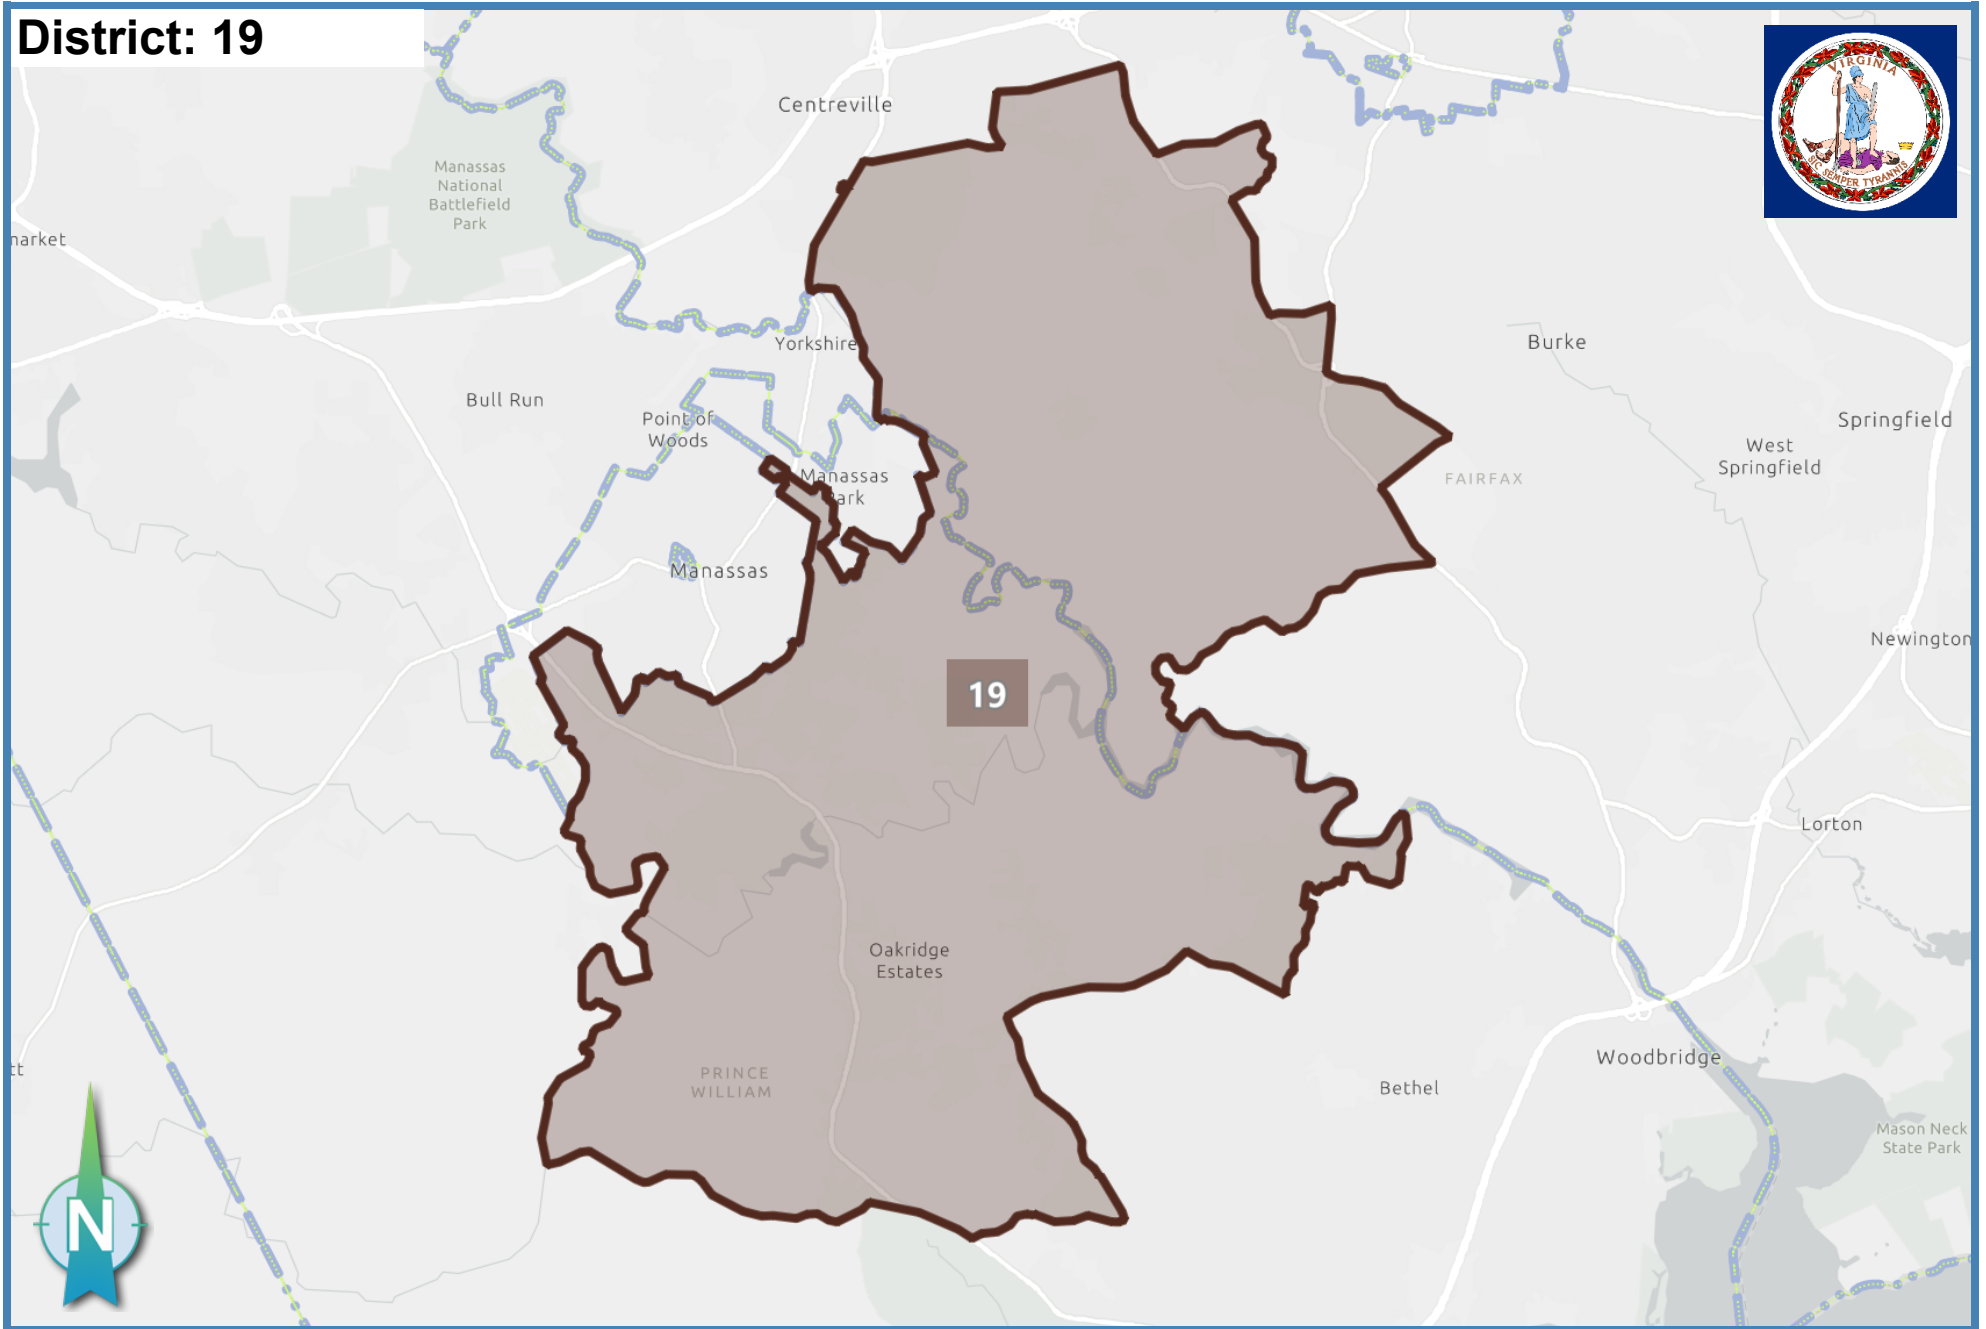 District: 19
VIRGINIA
SIC SEMPER TYRANNIS
Centreville
Manassas
National
Battlefield
Park
Yorkshire
Burke
Bull Run
Point of
Woods
Springfield
West
Springfield
Manassas
Park
FAIRFAX
Manassas
Newington
19
Lorton
Oakridge
Estates
Woodbridge
PRINCE
WILLIAM
Bethel
Mason Neck
State Park
N